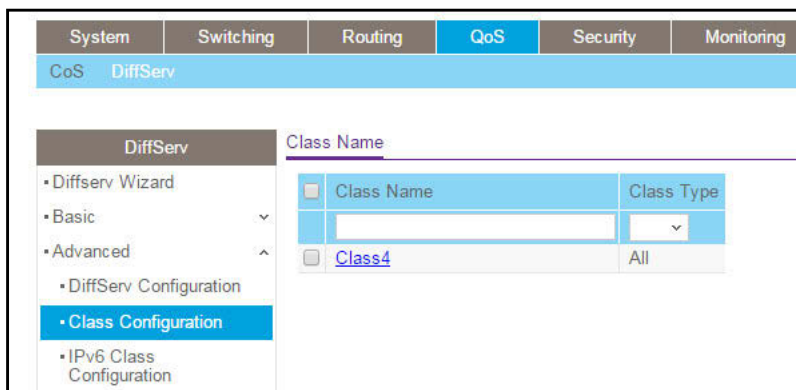 System Switching Routing QoS Security Monitoring
CoS DiffServ
DiffServ
Diffserv Wizard
Basic
Advanced
DiffServ Configuration
Class Configuration
IPv6 Class
Configuration
Class Name
Class Name Class Type
Class4 All